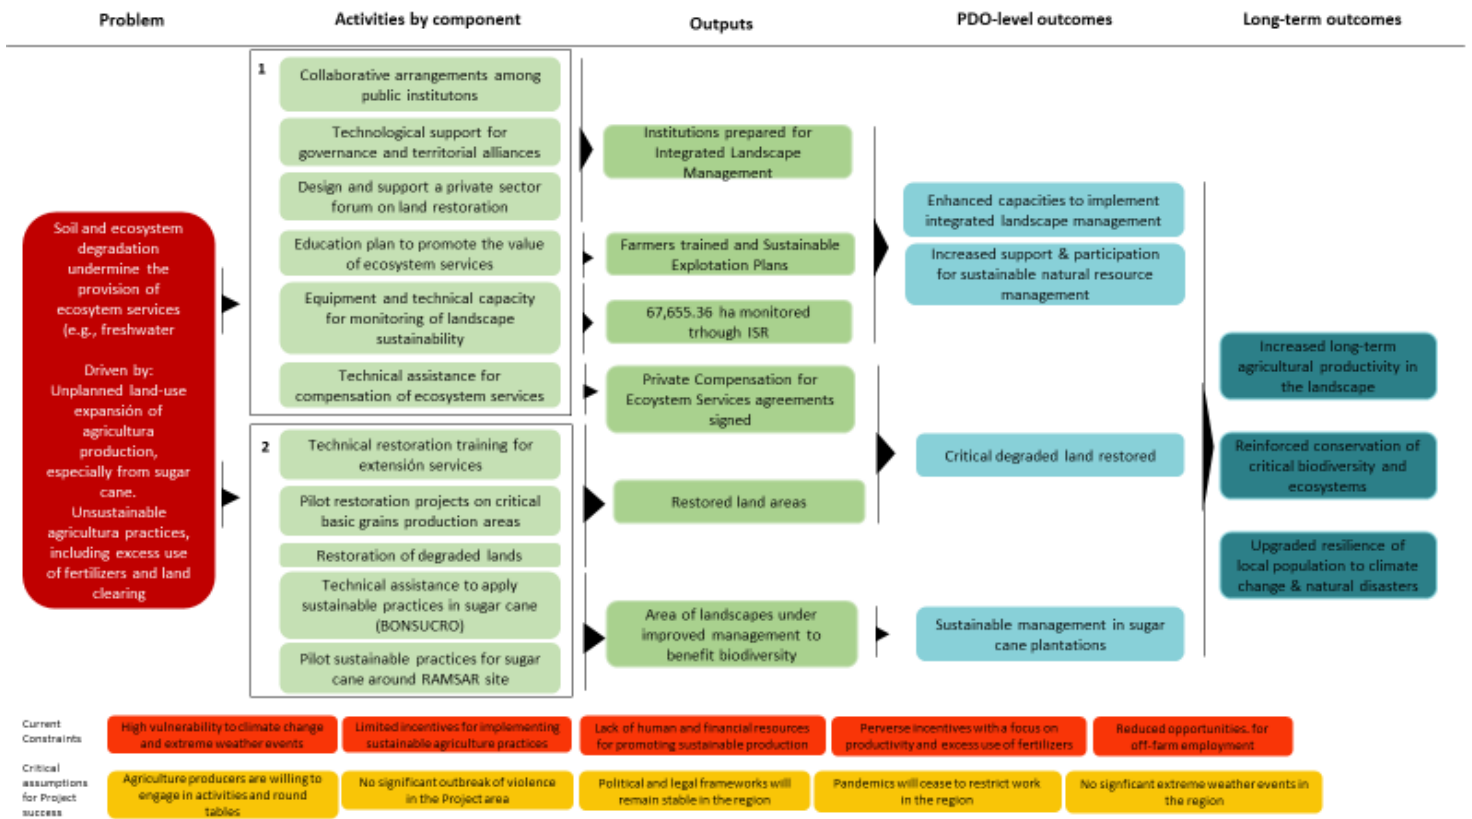 Problem
Activities by component
Outputs
PDO-level outcomes
Long-term outcomes
Soil and ecosystem
degradation
undermine the
provision of
ecosytem services
(e.g., freshwater
Driven by:
Unplanned land-use
expansión of
agricultura
production,
especially from sugar
cane.
Unsustainable
agricultura practices,
including excess use
of fertilizers and land
clearing
1
Collaborative arrangements among
public institutons
Technological support for
governance and territorial alliances
Design and support a private sector
forum on land restoration
Education plan to promote the value
of ecosystem services
Equipment and technical capacity
for monitoring of landscape
sustainability
Technical assistance for
compensation of ecosystem services
2
Technical restoration training for
extensión services
Pilot restoration projects on critical
basic grains production areas
Restoration of degraded lands
Technical assistance to apply
sustainable practices in sugar cane
(BONSUCRO)
Pilot sustainable practices for sugar
cane around RAMSAR site
Institutions prepared for
Integrated Landscape
Management
Farmers trained and Sustainable
Explotation Plans
67,655.36 ha monitored
trhough ISR
Private Compensation for
Ecoystem Services agreements
signed
Restored land areas
Area of landscapes under
improved management to
benefit biodiversity
Enhanced capacities to implement
integrated landscape management
Increased support & participation
for sustainable natural resource
management
Critical degraded land restored
Sustainable management in sugar
cane plantations
Increased long-term
agricultural productivity in
the landscape
Reinforced conservation of
critical biodiversity and
ecosystems
Upgraded resilience of
local population to climate
change & natural disasters
Current
Constraints
High vulnerability to climate change
and extreme weather events
Limited incentives for implementing
sustainable agriculture practices
Lack of human and financial resources
for promoting sustainable production
Perverse incentives with a focus on
productivity and excess use of fertilizers
Reduced opportunities, for
off-farm employment
Critical
assumptions
for Project
success
Agriculture producers are willing to
engage in activities and round
tables
No significant outbreak of violence
in the Project area
Political and legal frameworks will
remain stable in the region
Pandemics will cease to restrict work
in the region
No signficant extreme weather events in
the region